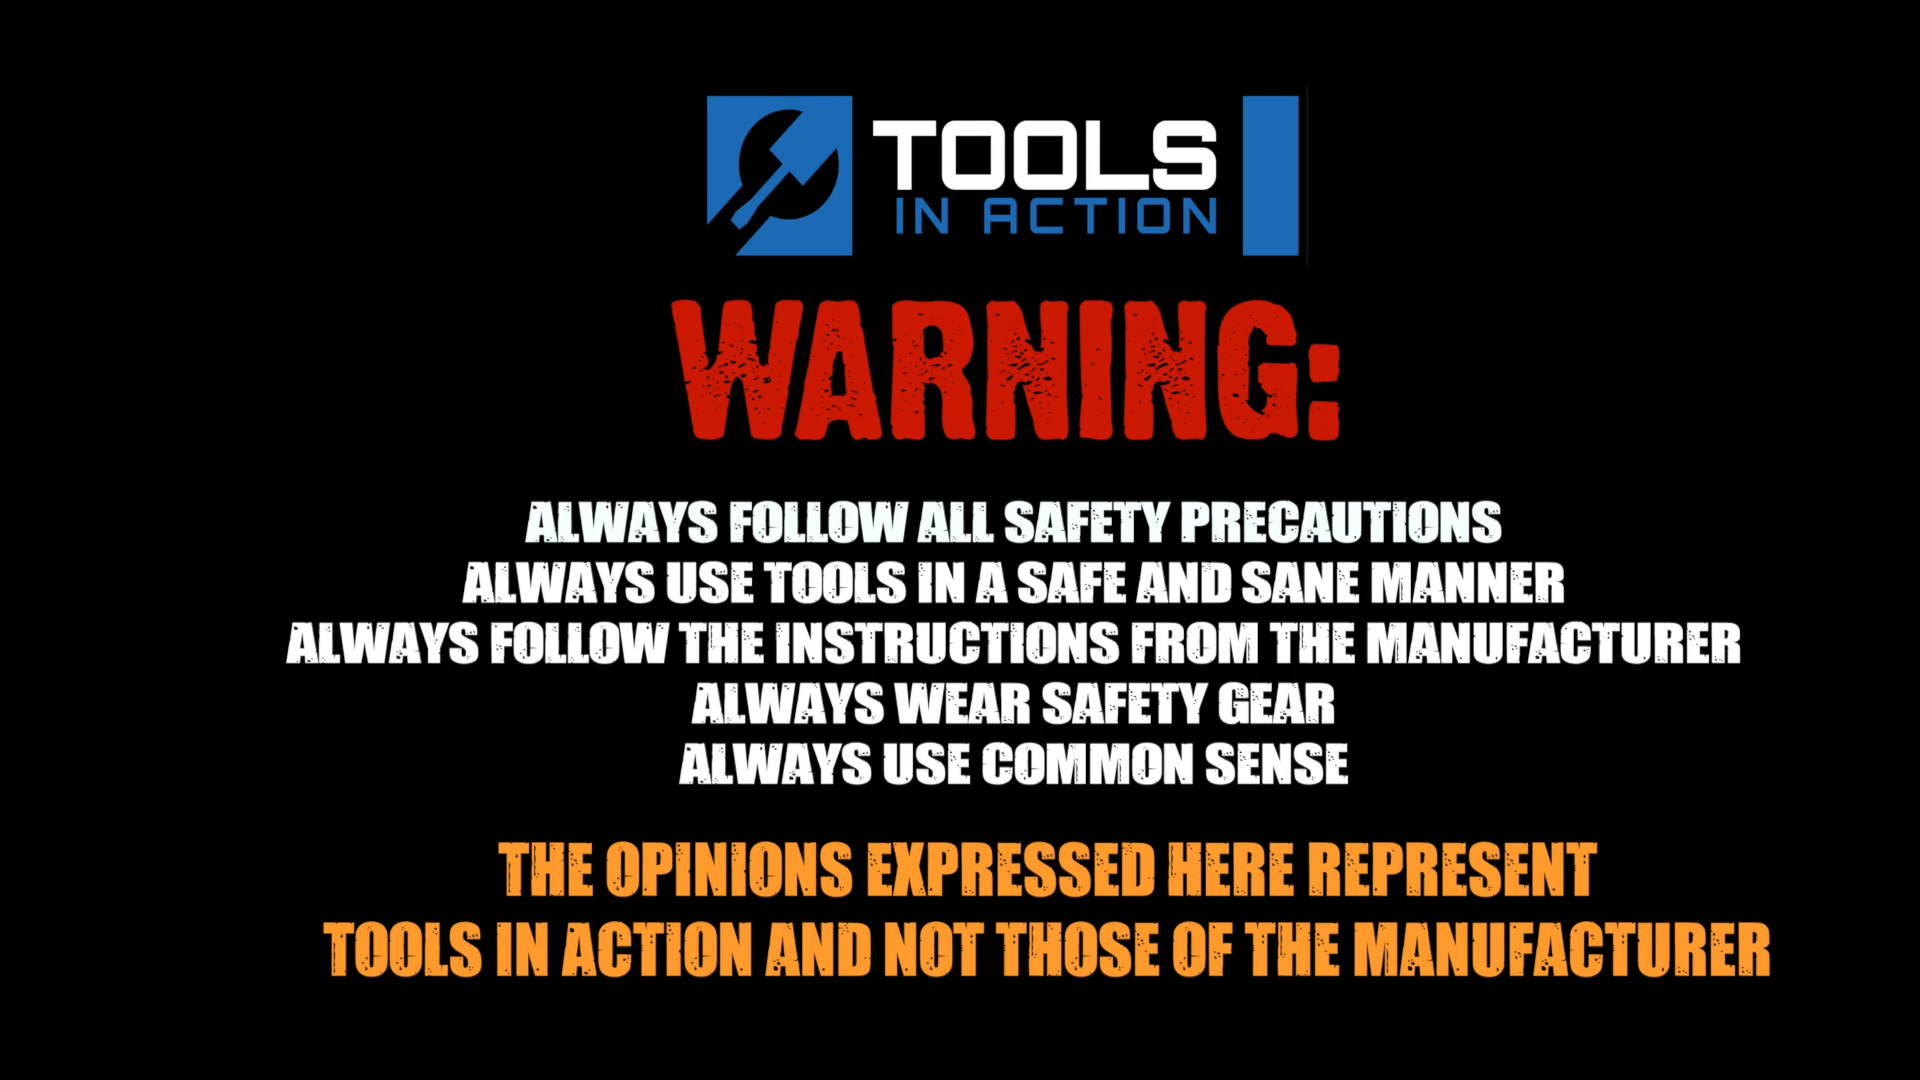 TOOLS
IN ACTION
WARNING:
ALWAYS FOLLOW ALL SAFETY PRECAUTIONS
ALWAYS USE TOOLS IN A SAFE AND SANE MANNER
ALWAYS FOLLOW THE INSTRUCTIONS FROM THE MANUFACTURER
ALWAYS WEAR SAFETY GEAR
ALWAYS USE COMMON SENSE
THE OPINIONS EXPRESSED HERE REPRESENT
TOOLS IN ACTION AND NOT THOSE OF THE MANUFACTURER